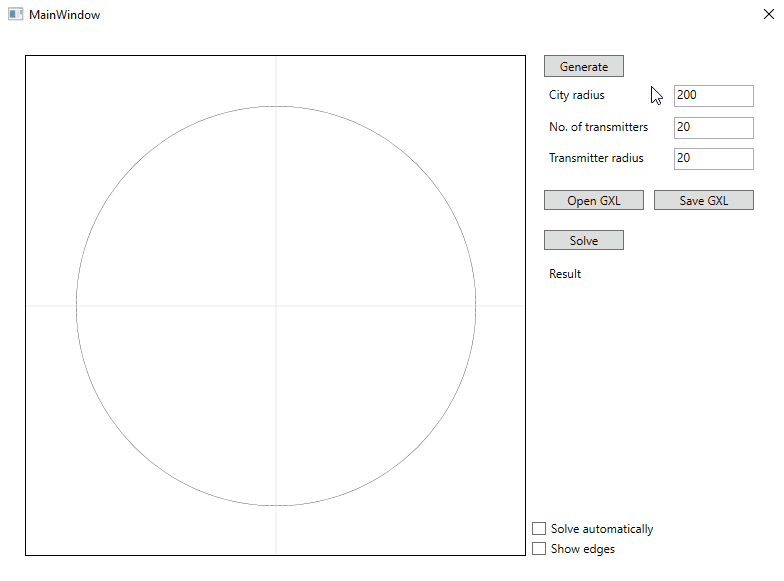 MainWindow
Generate
City radius 200
No. of transmitters 20
Transmitter radius 20
Open GXL Save GXL
Solve
Result
Solve automatically
Show edges